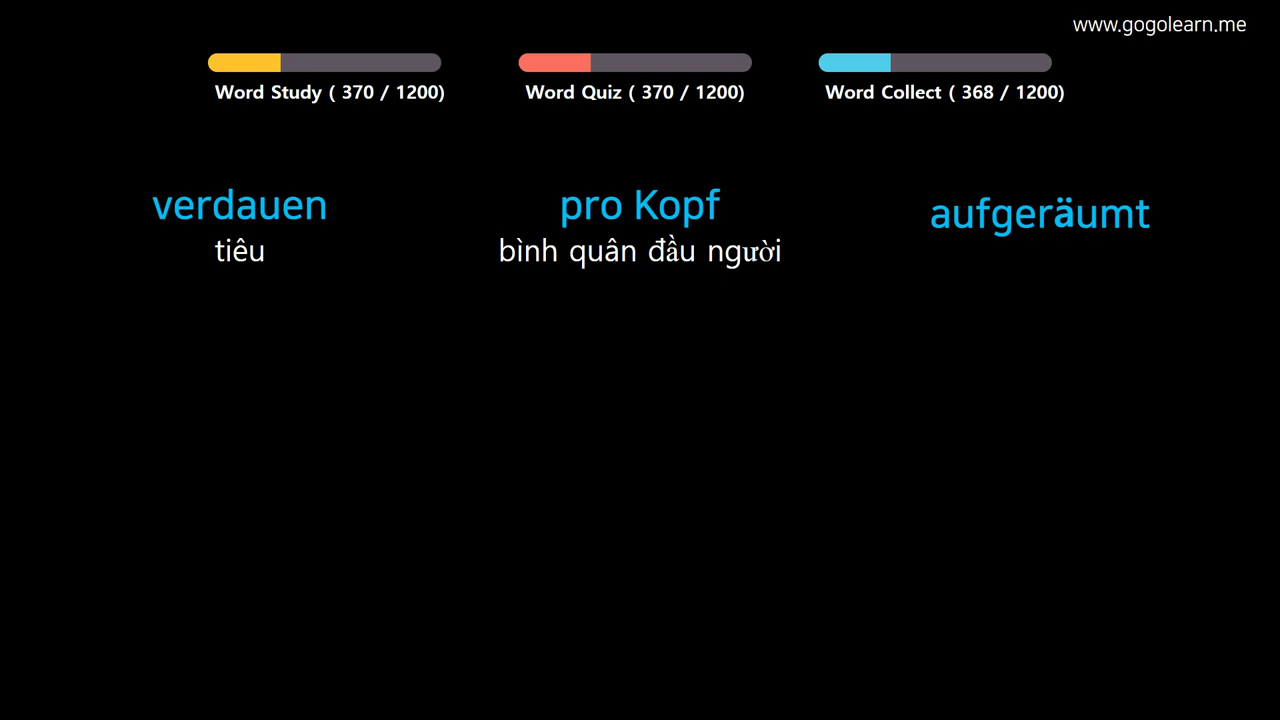 www.gogolearn.me
Word Study ( 370 / 1200)
Word Quiz ( 370 / 1200)
Word Collect ( 368 / 1200)
verdauen
tiêu
pro Kopf
bình quân đầu người
aufgeräumt